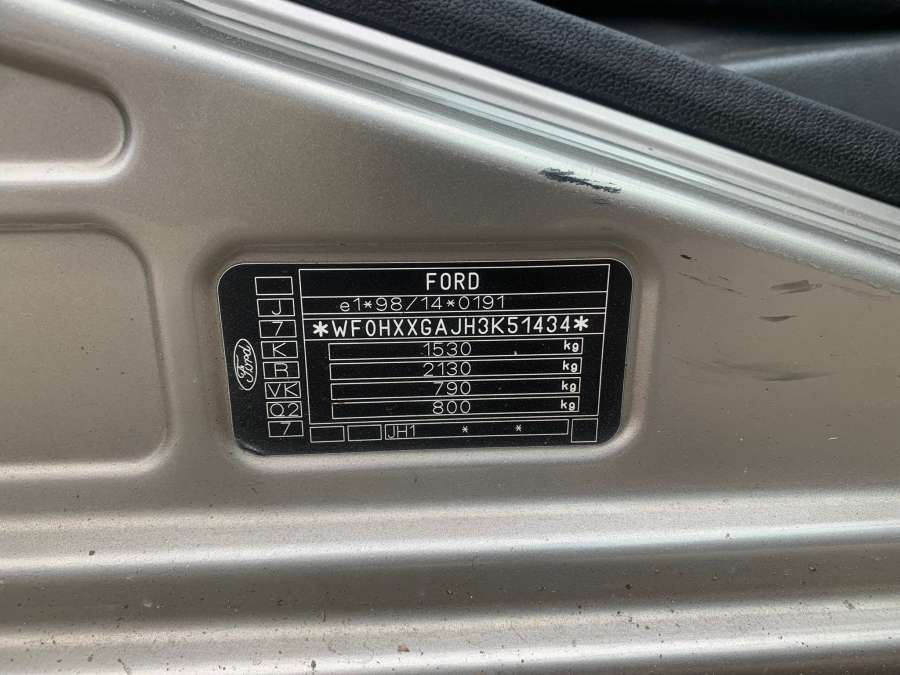 FORD
J e1*98/14*0191
7 *WF0HXXGAJH3K51434*
K 1530 kg
R 2130 kg
VK 790 kg
Q2 800 kg
7 JH1 * *
Ford